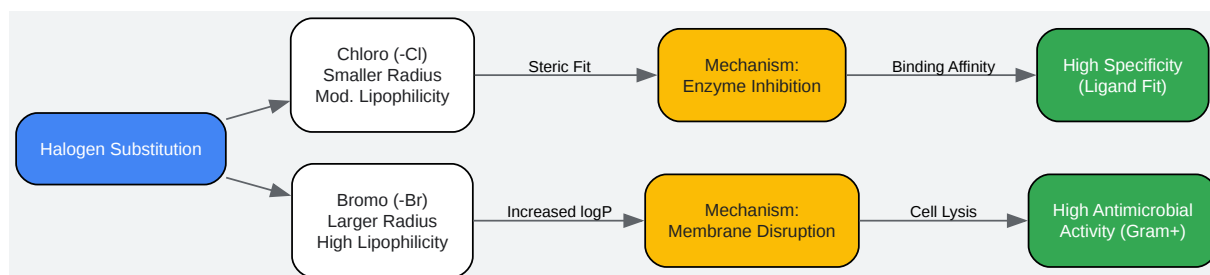 Halogen Substitution
Chloro (-Cl)
Smaller Radius
Mod. Lipophilicity
Steric Fit
Mechanism:
Enzyme Inhibition
Binding Affinity
High Specificity
(Ligand Fit)
Bromo (-Br)
Larger Radius
High Lipophilicity
Increased logP
Mechanism:
Membrane Disruption
Cell Lysis
High Antimicrobial
Activity (Gram+)